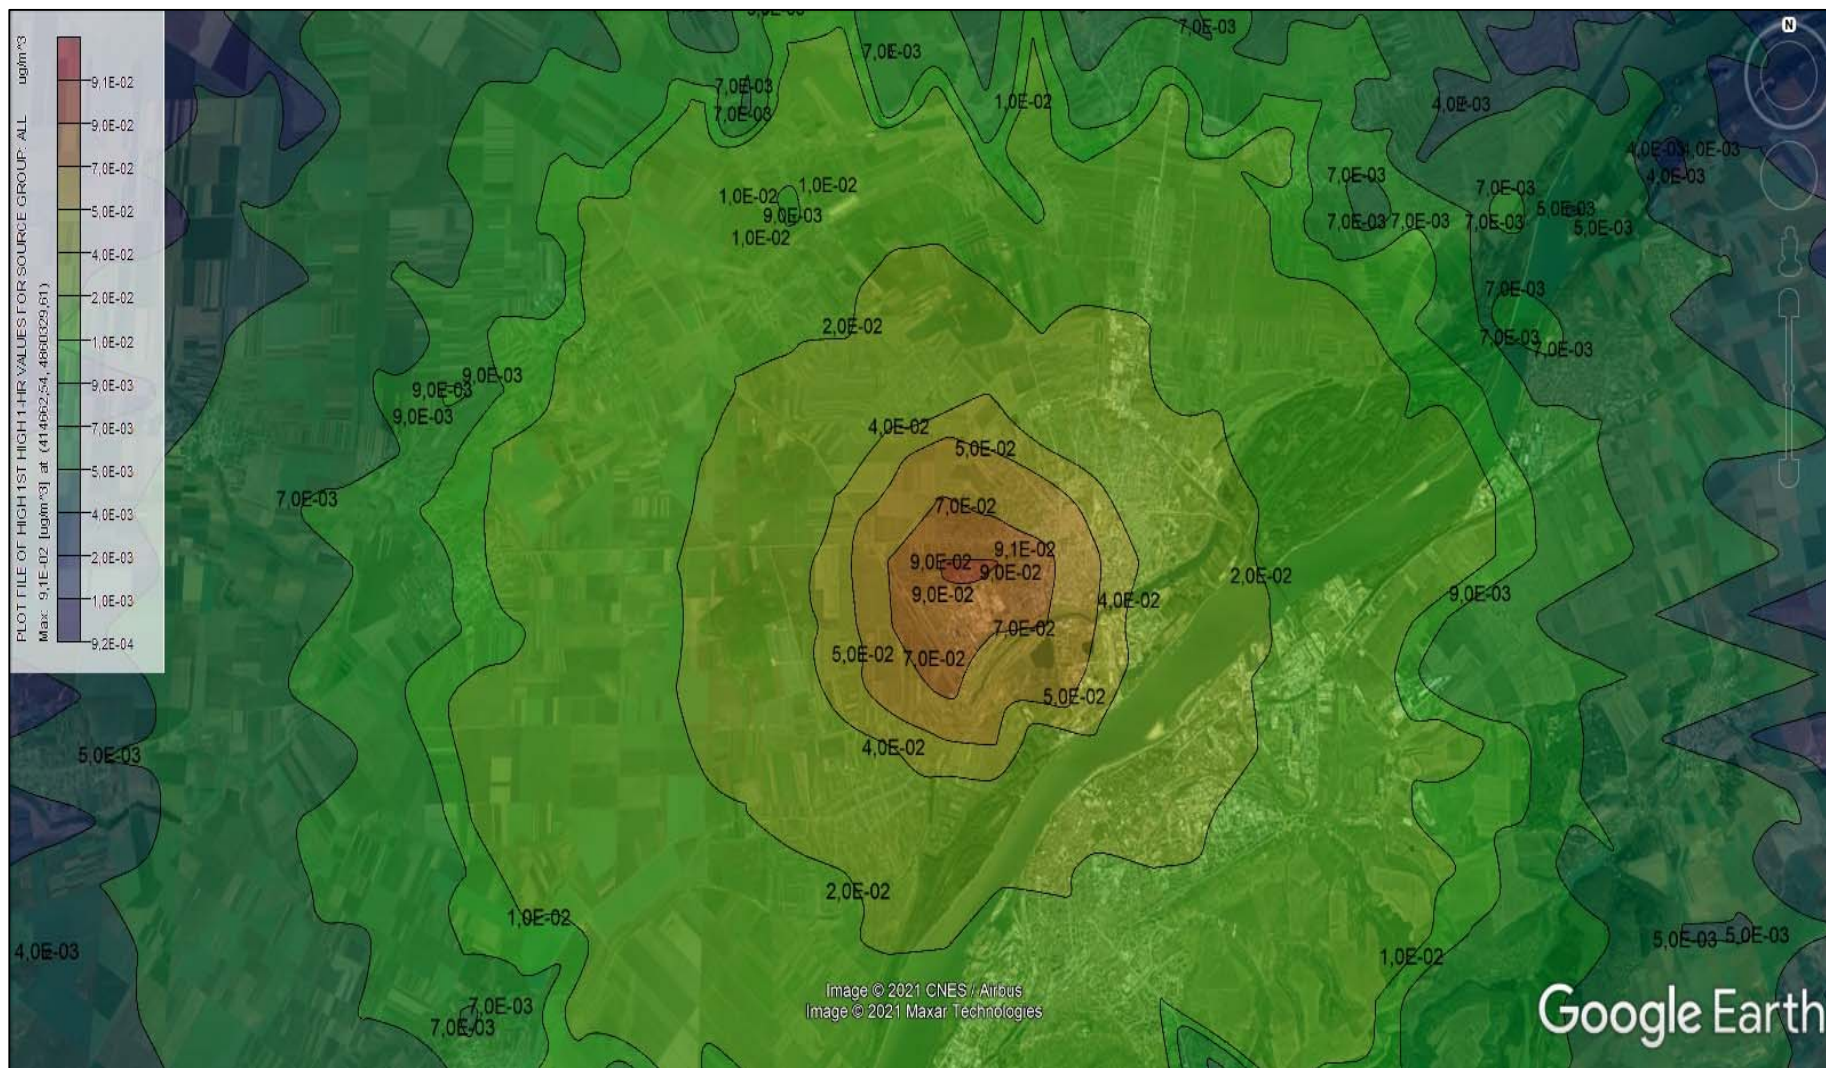 PLOT FILE OF HIGH 1ST HIGH 1-HR VALUES FOR SOURCE GROUP: ALL ug/m^3
Max: 9,1E-02 [ug/m^3] at (414662,54, 4860329,61)
9,1E-02
9,0E-02
7,0E-02
5,0E-02
4,0E-02
2,0E-02
1,0E-02
9,0E-03
7,0E-03
5,0E-03
4,0E-03
2,0E-03
1,0E-03
9,2E-04
N
7,0E-03
7,0E-03
7,0E-03
1,0E-02
4,0E-03
7,0E-03
4,0E-03
4,0E-03
4,0E-03
7,0E-03
1,0E-02
1,0E-02
7,0E-03
9,0E-03
5,0E-03
7,0E-03
7,0E-03
7,0E-03
5,0E-03
1,0E-02
7,0E-03
2,0E-02
7,0E-03
7,0E-03
9,0E-03
9,0E-03
9,0E-03
4,0E-02
5,0E-02
7,0E-03
7,0E-02
9,1E-02
9,0E-02
9,0E-02
2,0E-02
9,0E-02
4,0E-02
9,0E-03
7,0E-02
5,0E-02
7,0E-02
5,0E-02
4,0E-02
5,0E-03
2,0E-02
1,0E-02
5,0E-03
5,0E-03
4,0E-03
1,0E-02
7,0E-03
7,0E-03
Image © 2021 CNES / Airbus
Image © 2021 Maxar Technologies
Google Earth